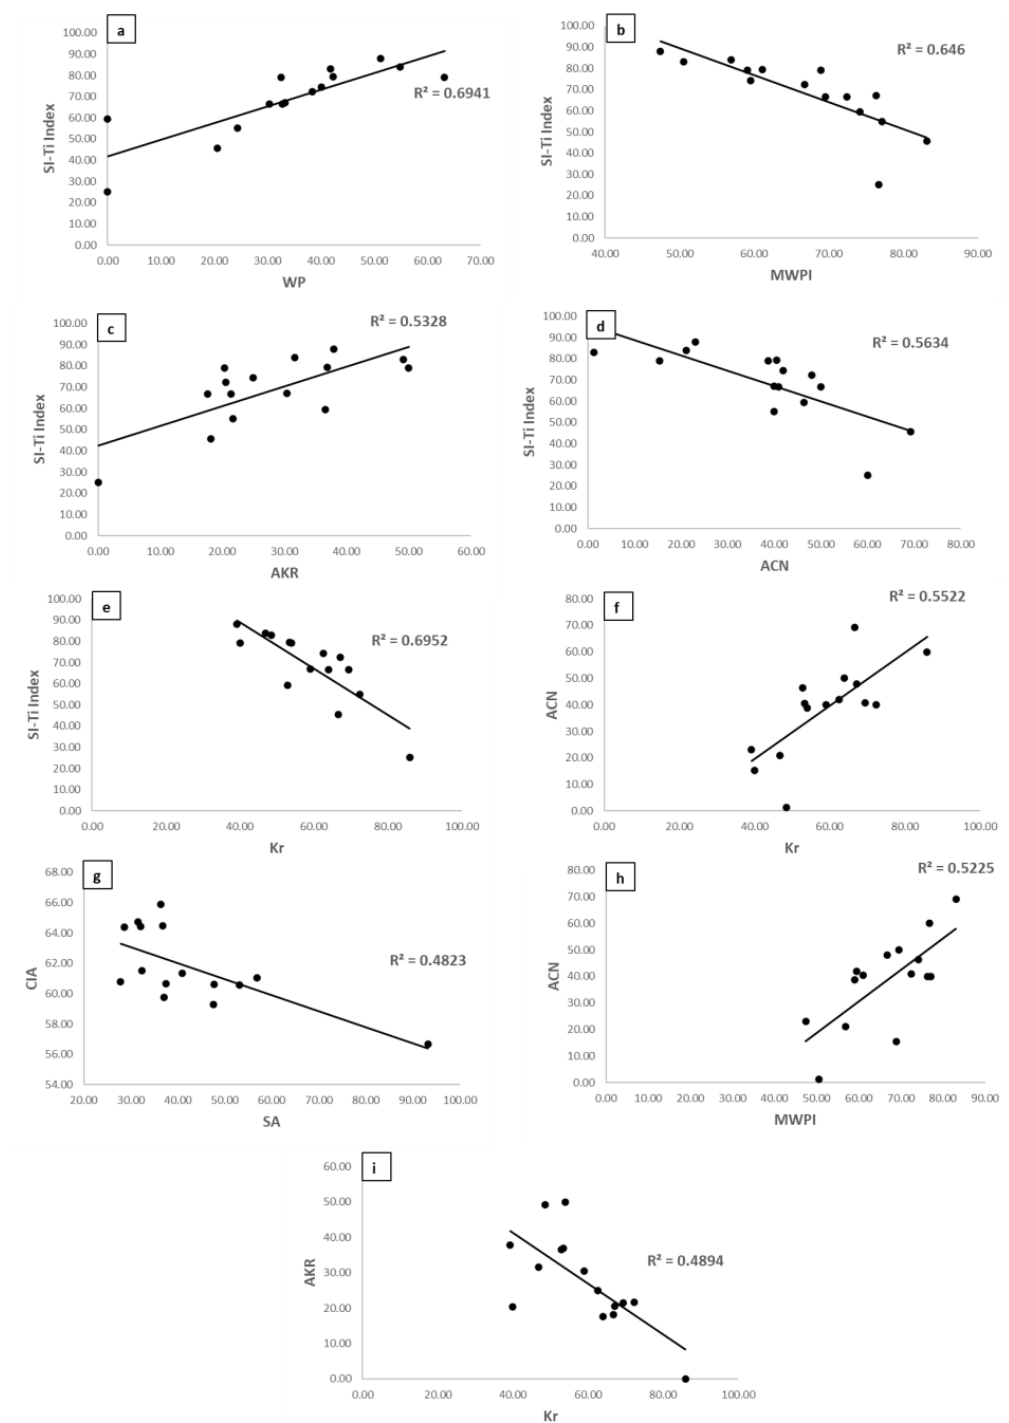 a
100.00
90.00
80.00
70.00
60.00
50.00
40.00
30.00
20.00
10.00
0.00
SI-Ti Index
R² = 0.6941
0.00 10.00 20.00 30.00 40.00 50.00 60.00 70.00
WP
b
100.00
90.00
80.00
70.00
60.00
50.00
40.00
30.00
20.00
10.00
0.00
SI-Ti Index
R² = 0.646
40.00 50.00 60.00 70.00 80.00 90.00
MWPI
c
100.00
90.00
80.00
70.00
60.00
50.00
40.00
30.00
20.00
10.00
0.00
SI-Ti Index
R² = 0.5328
0.00 10.00 20.00 30.00 40.00 50.00 60.00
AKR
d
100.00
90.00
80.00
70.00
60.00
50.00
40.00
30.00
20.00
10.00
0.00
SI-Ti Index
R² = 0.5634
0.00 10.00 20.00 30.00 40.00 50.00 60.00 70.00 80.00
ACN
e
100.00
90.00
80.00
70.00
60.00
50.00
40.00
30.00
20.00
10.00
0.00
SI-Ti Index
R² = 0.6952
0.00 20.00 40.00 60.00 80.00 100.00
Kr
f
80.00
70.00
60.00
50.00
40.00
30.00
20.00
10.00
0.00
ACN
R² = 0.5522
0.00 20.00 40.00 60.00 80.00 100.00
Kr
g
68.00
66.00
64.00
62.00
60.00
58.00
56.00
54.00
CIA
R² = 0.4823
20.00 30.00 40.00 50.00 60.00 70.00 80.00 90.00 100.00
SA
h
80.00
70.00
60.00
50.00
40.00
30.00
20.00
10.00
0.00
ACN
R² = 0.5225
0.00 10.00 20.00 30.00 40.00 50.00 60.00 70.00 80.00 90.00
MWPI
i
60.00
50.00
40.00
30.00
20.00
10.00
0.00
AKR
R² = 0.4894
0.00 20.00 40.00 60.00 80.00 100.00
Kr